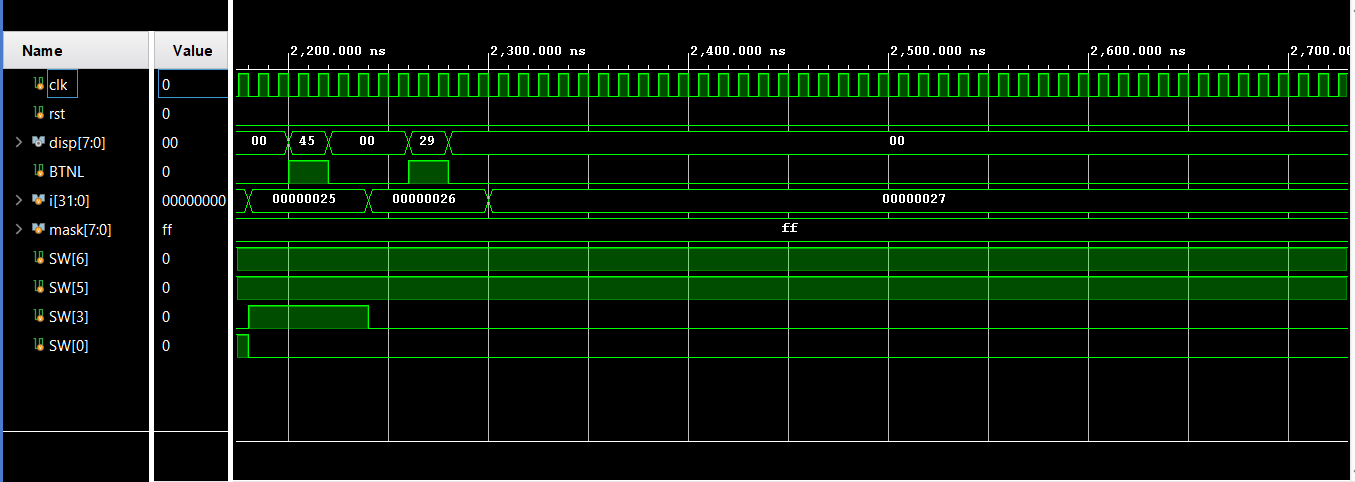 Name Value 2,200.000 ns 2,300.000 ns 2,400.000 ns 2,500.000 ns 2,600.000 ns 2,700.0
clk 0
rst 0
disp[7:0] 00 00 45 00 29 00
BTNL 0
i[31:0] 00000000 00000025 00000026 00000027
mask[7:0] ff ff
SW[6] 0
SW[5] 0
SW[3] 0
SW[0] 0